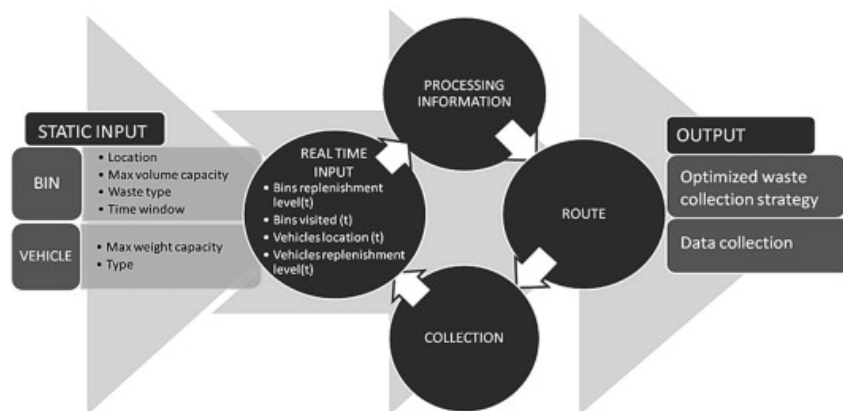 STATIC INPUT
BIN
• Location
• Max volume capacity
• Waste type
• Time window
VEHICLE
• Max weight capacity
• Type
REAL TIME
INPUT
• Bins replenishment
level(t)
• Bins visited (t)
• Vehicles location (t)
• Vehicles replenishment
level(t)
PROCESSING
INFORMATION
ROUTE
COLLECTION
OUTPUT
Optimized waste
collection strategy
Data collection